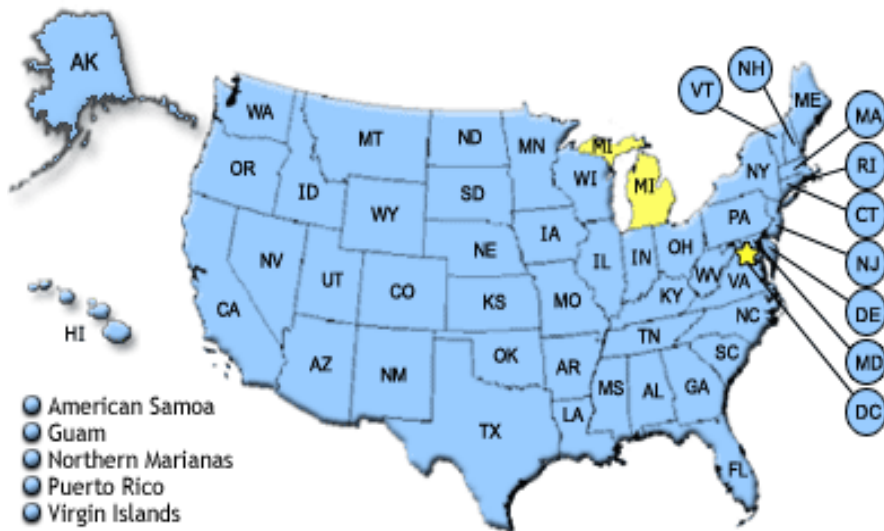 AK
NH
VT
ME
MA
WA
MT
ND
MN
MI
MI
NY
RI
OR
ID
SD
WI
WY
PA
CT
IA
NE
OH
NJ
NV
UT
CO
IL
IN
WV
VA
CA
KS
MO
KY
DE
NC
TN
HI
AZ
NM
OK
AR
SC
MD
MS
AL
GA
DC
American Samoa
Guam
LA
TX
Northern Marianas
FL
Puerto Rico
Virgin Islands